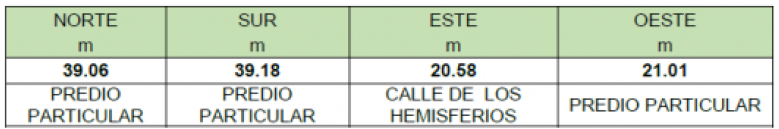 NORTE SUR ESTE OESTE
m m m m
39.06 39.18 20.58 21.01
PREDIO PARTICULAR PREDIO PARTICULAR CALLE DE LOS HEMISFERIOS PREDIO PARTICULAR